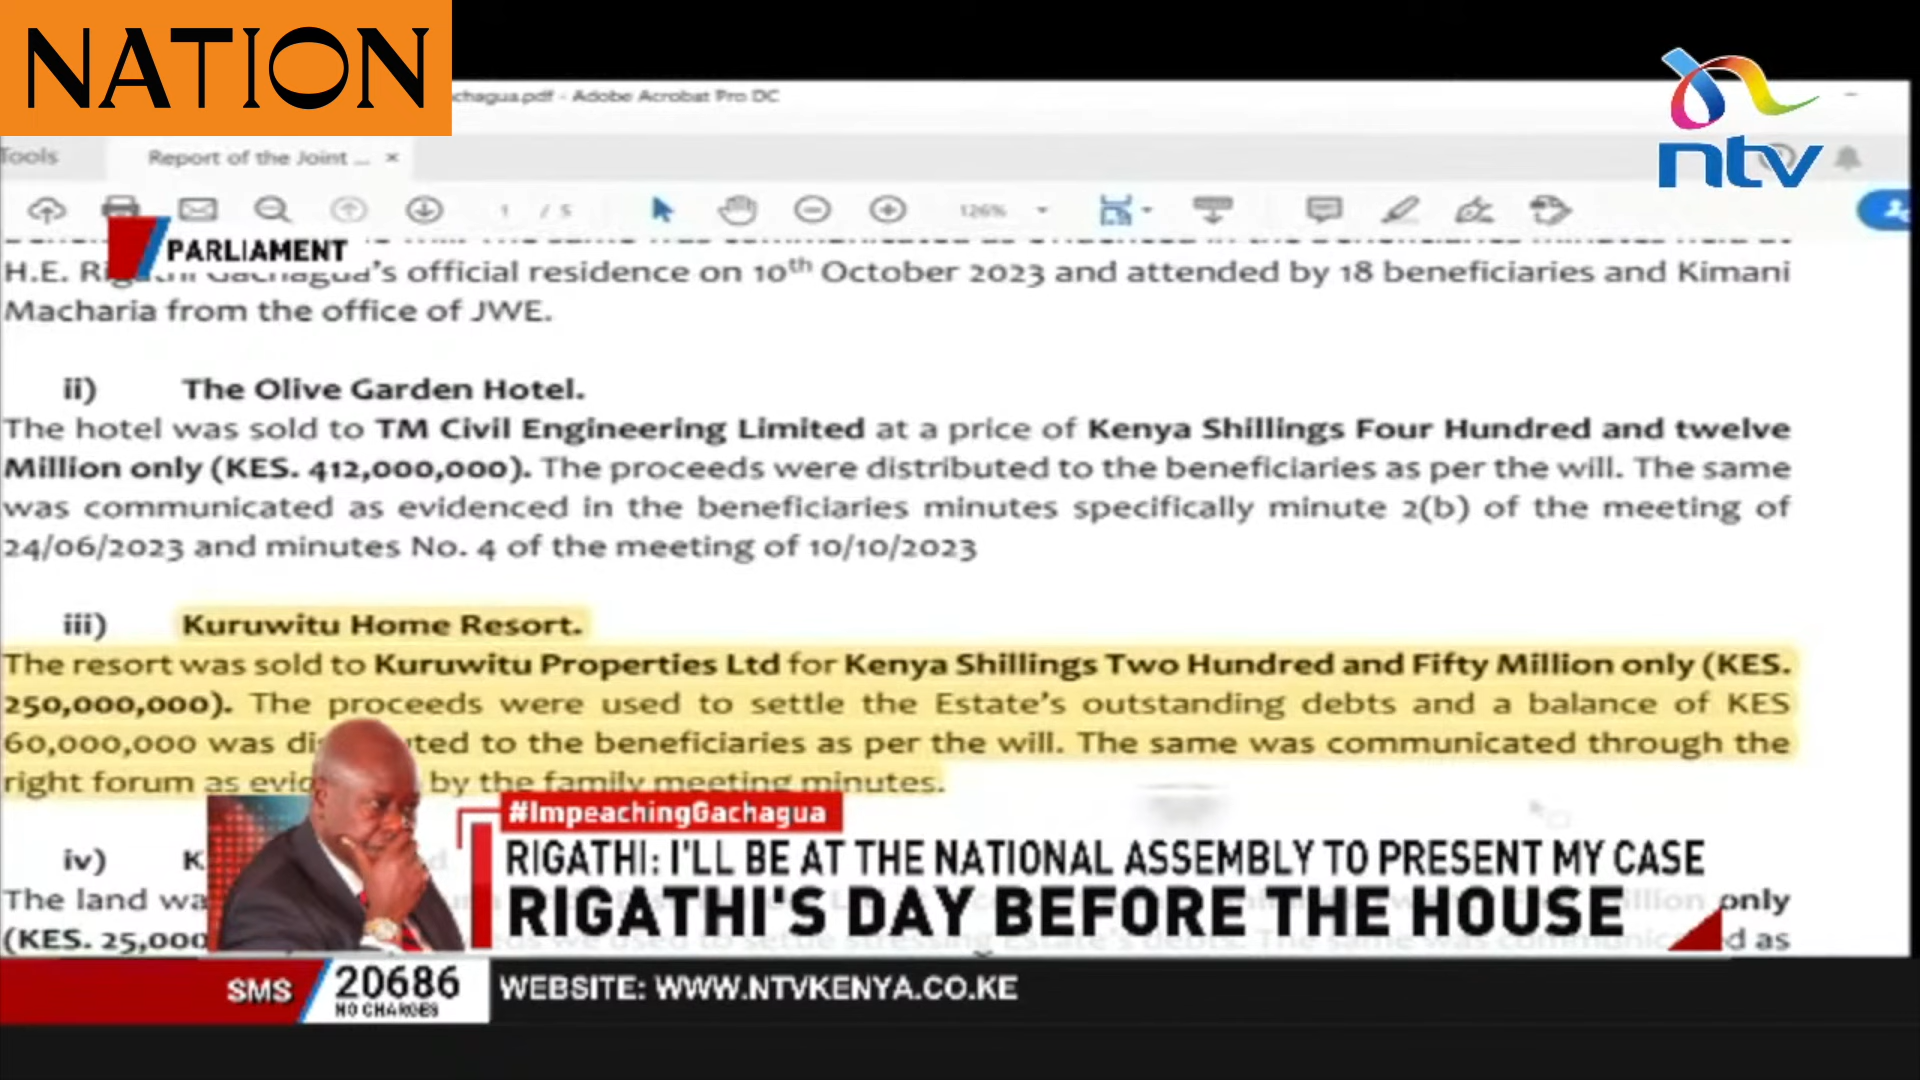 NATION
chagua.pdf - Adobe Acrobat Pro DC
ntv
Tools
Report of the Joint ... ×
1 / 5
126%
PARLIAMENT
H.E. Rigathi Gachagua's official residence on 10th October 2023 and attended by 18 beneficiaries and Kimani
Macharia from the office of JWE.
ii) The Olive Garden Hotel.
The hotel was sold to TM Civil Engineering Limited at a price of Kenya Shillings Four Hundred and twelve
Million only (KES. 412,000,000). The proceeds were distributed to the beneficiaries as per the will. The same
was communicated as evidenced in the beneficiaries minutes specifically minute 2(b) of the meeting of
24/06/2023 and minutes No. 4 of the meeting of 10/10/2023
iii) Kuruwitu Home Resort.
The resort was sold to Kuruwitu Properties Ltd for Kenya Shillings Two Hundred and Fifty Million only (KES.
250,000,000). The proceeds were used to settle the Estate's outstanding debts and a balance of KES
60,000,000 was distributed to the beneficiaries as per the will. The same was communicated through the
right forum as by the family meeting minutes.
#ImpeachingGachagua
iv) K
RIGATHI: I'LL BE AT THE NATIONAL ASSEMBLY TO PRESENT MY CASE
The land wa only
RIGATHI'S DAY BEFORE THE HOUSE
(KES. 25,000 d as
SMS 20686
NO CHARGES
WEBSITE: WWW.NTVKENYA.CO.KE